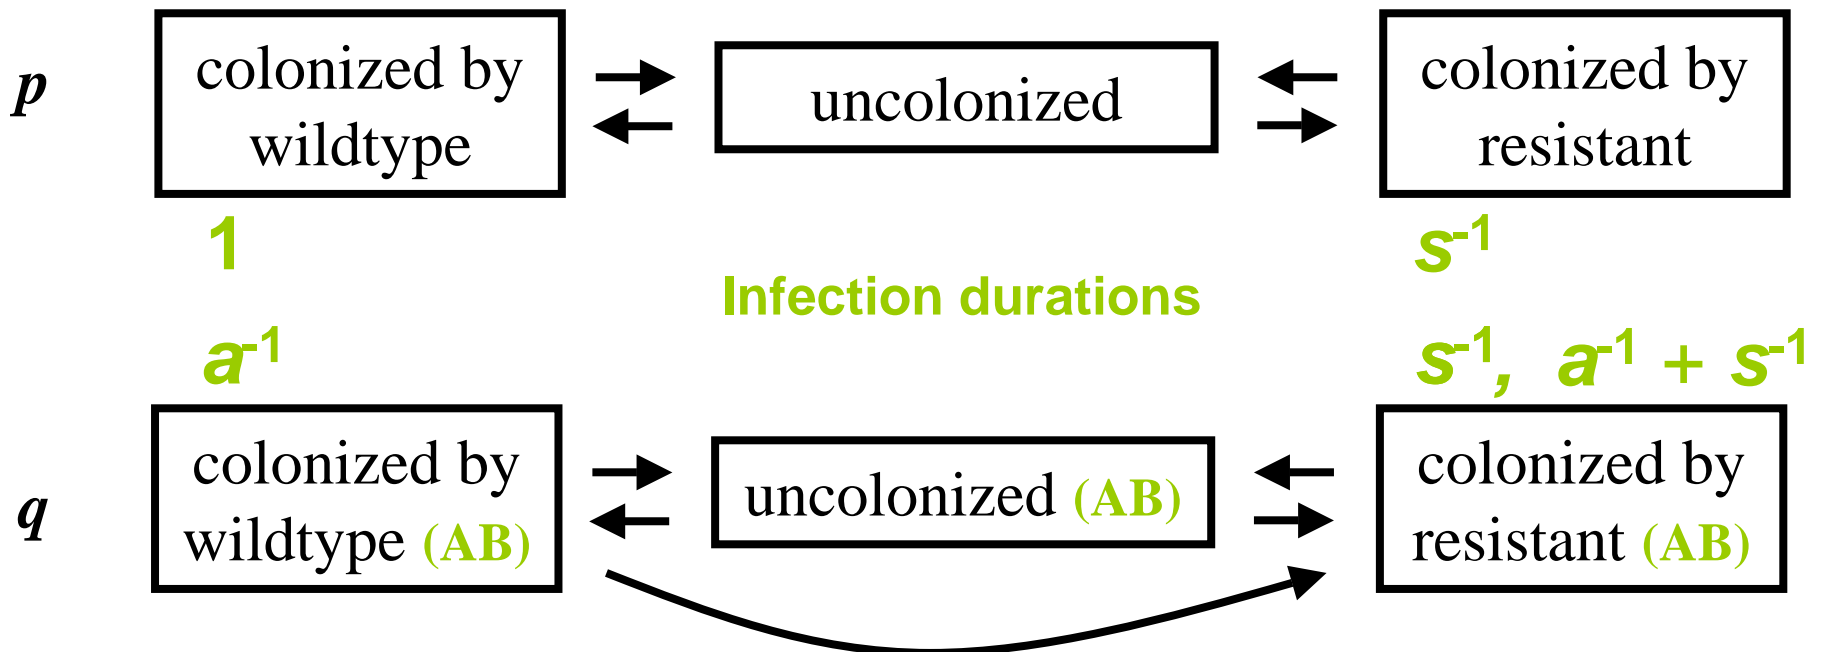 p
colonized by
wildtype
uncolonized
colonized by
resistant
1
s⁻¹
Infection durations
a⁻¹
s⁻¹, a⁻¹ + s⁻¹
q
colonized by
wildtype (AB)
uncolonized (AB)
colonized by
resistant (AB)